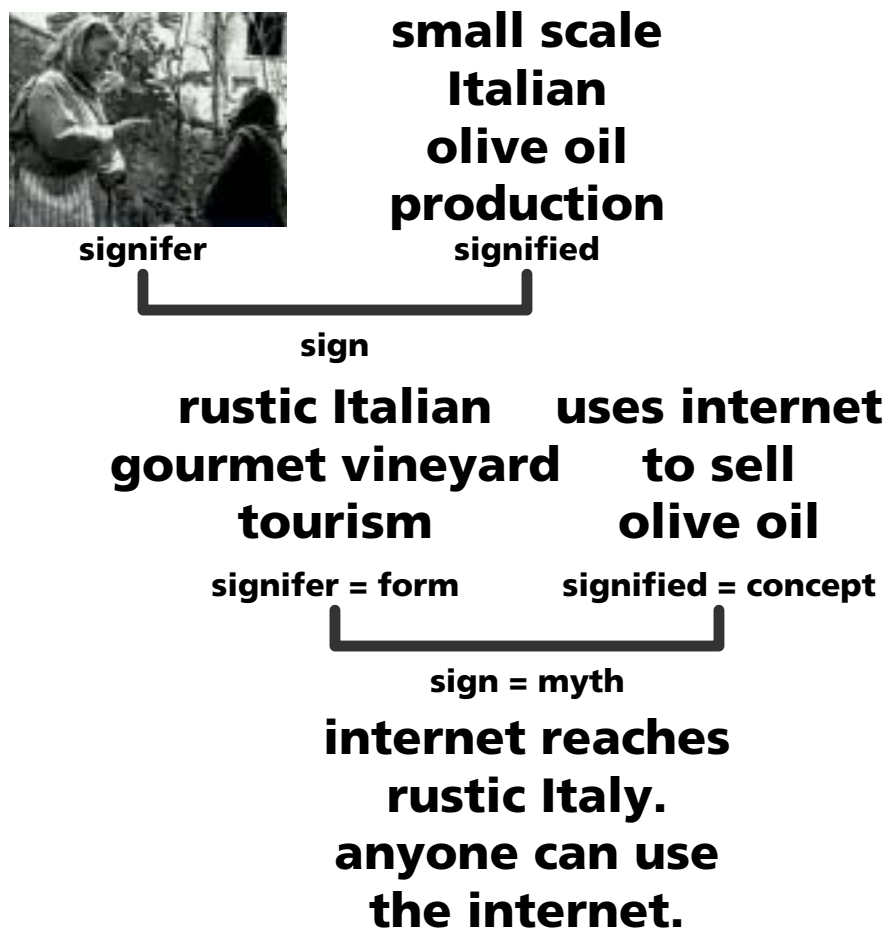 small scale
Italian
olive oil
production
signifer
signified
sign
rustic Italian
gourmet vineyard
tourism
uses internet
to sell
olive oil
signifer = form
signified = concept
sign = myth
internet reaches
rustic Italy.
anyone can use
the internet.